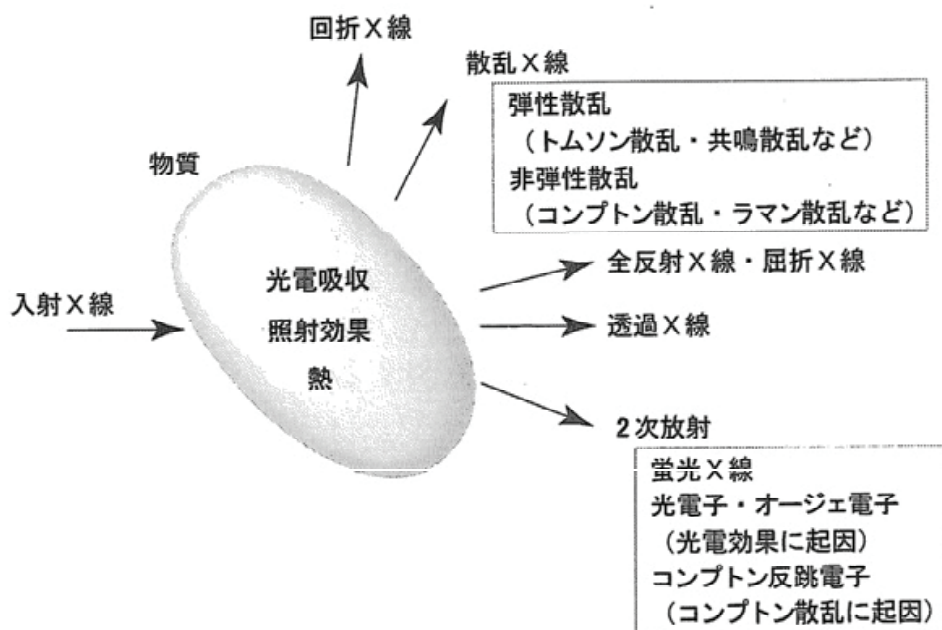 回折X線
散乱X線
弾性散乱
（トムソン散乱・共鳴散乱など）
非弾性散乱
（コンプトン散乱・ラマン散乱など）
物質
全反射X線・屈折X線
光電吸収
入射X線
照射効果
透過X線
熱
2次放射
蛍光X線
光電子・オージェ電子
（光電効果に起因）
コンプトン反跳電子
（コンプトン散乱に起因）